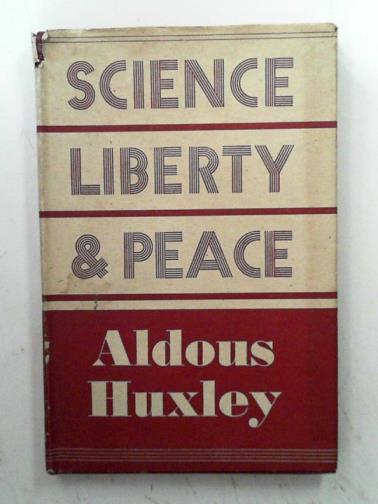 SCIENCE
LIBERTY
& PEACE
Aldous
Huxley